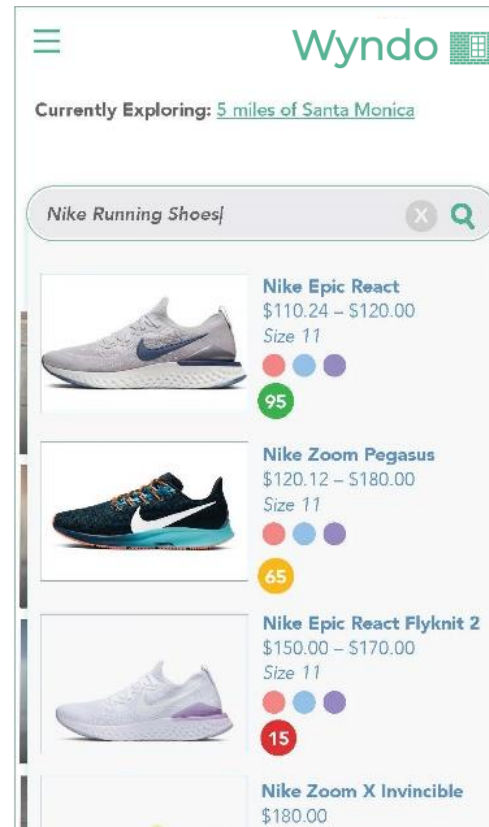 Wyndo
Currently Exploring: 5 miles of Santa Monica
Nike Running Shoes
X
Nike Epic React
$110.24 – $120.00
Size 11
95
Nike Zoom Pegasus
$120.12 – $180.00
Size 11
65
Nike Epic React Flyknit 2
$150.00 – $170.00
Size 11
15
Nike Zoom X Invincible
$180.00